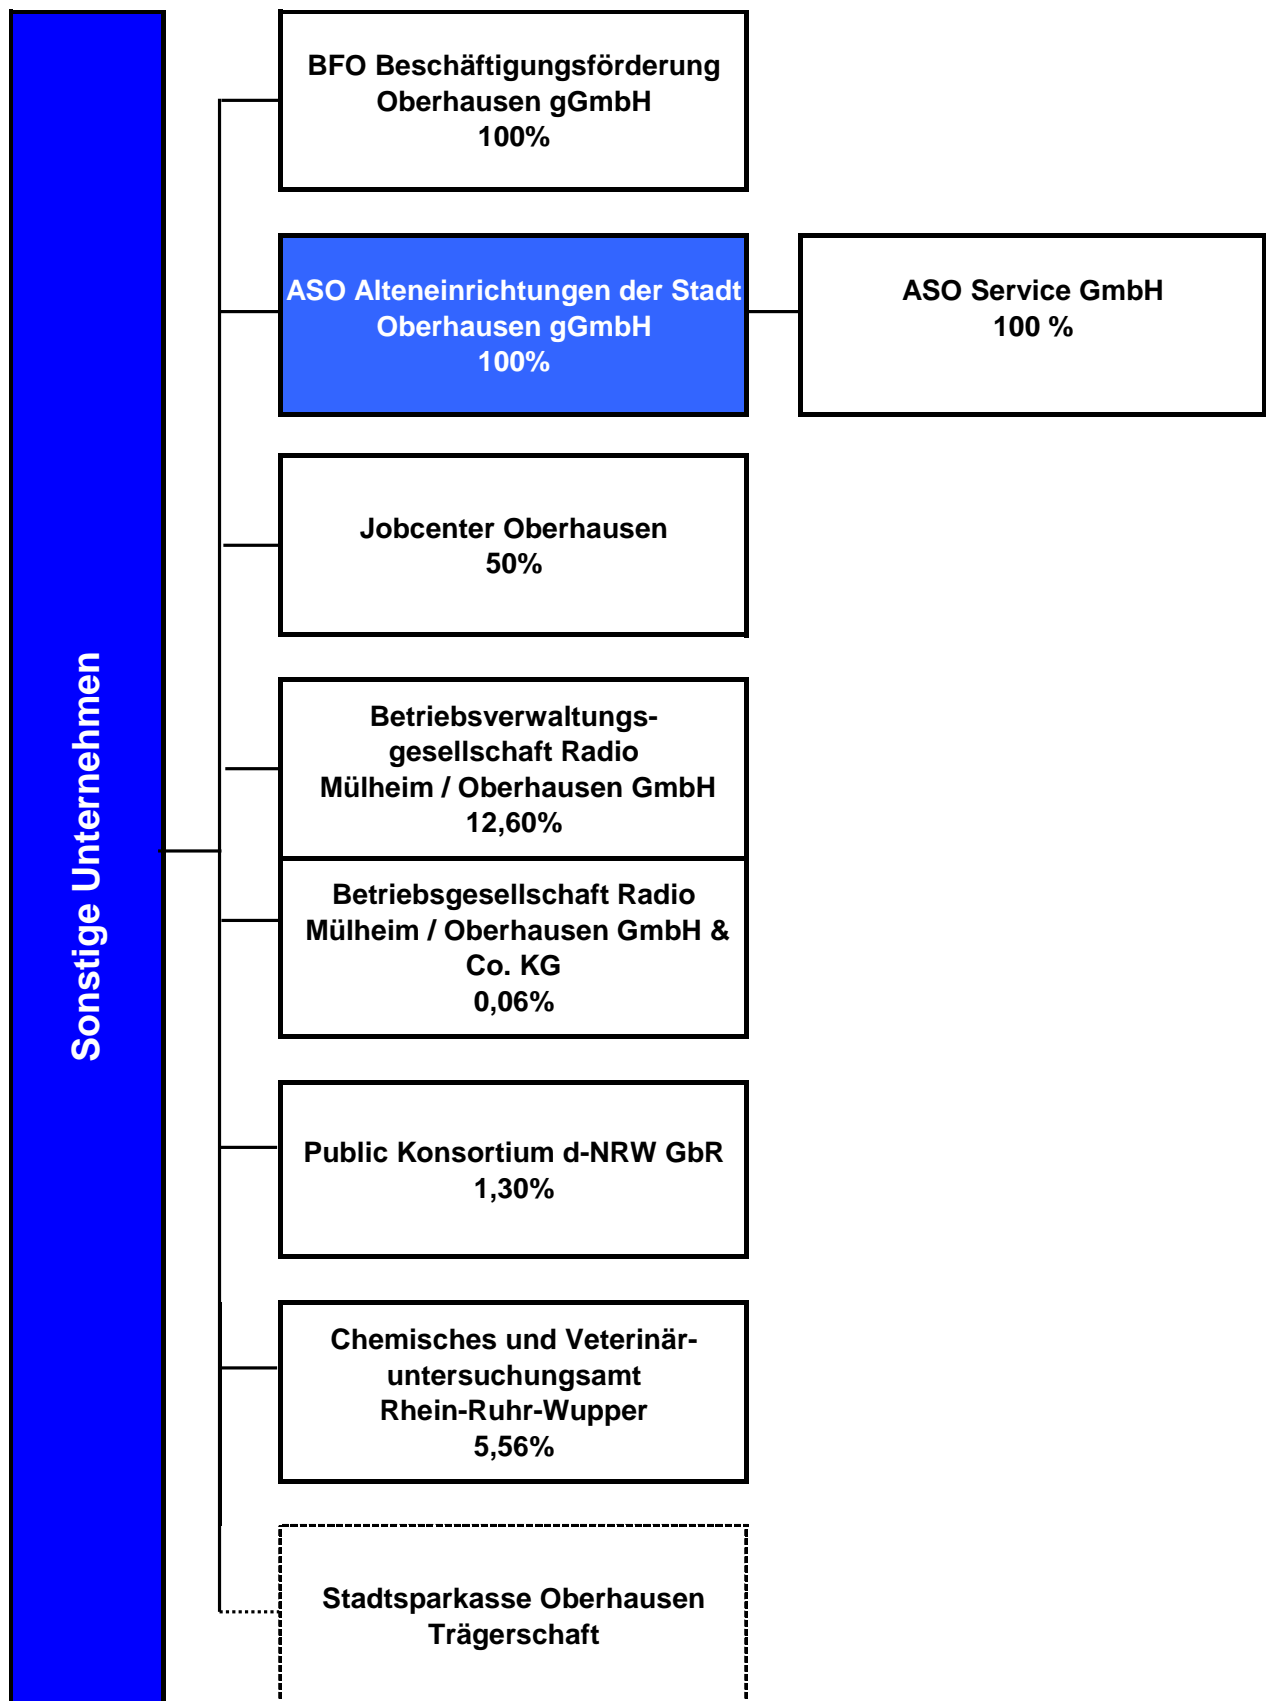 Sonstige Unternehmen
BFO Beschäftigungsförderung
Oberhausen gGmbH
100%
ASO Alteneinrichtungen der Stadt
Oberhausen gGmbH
100%
ASO Service GmbH
100 %
Jobcenter Oberhausen
50%
Betriebsverwaltungs-
gesellschaft Radio
Mülheim / Oberhausen GmbH
12,60%
Betriebsgesellschaft Radio
Mülheim / Oberhausen GmbH &
Co. KG
0,06%
Public Konsortium d-NRW GbR
1,30%
Chemisches und Veterinär-
untersuchungsamt
Rhein-Ruhr-Wupper
5,56%
Stadtsparkasse Oberhausen
Trägerschaft